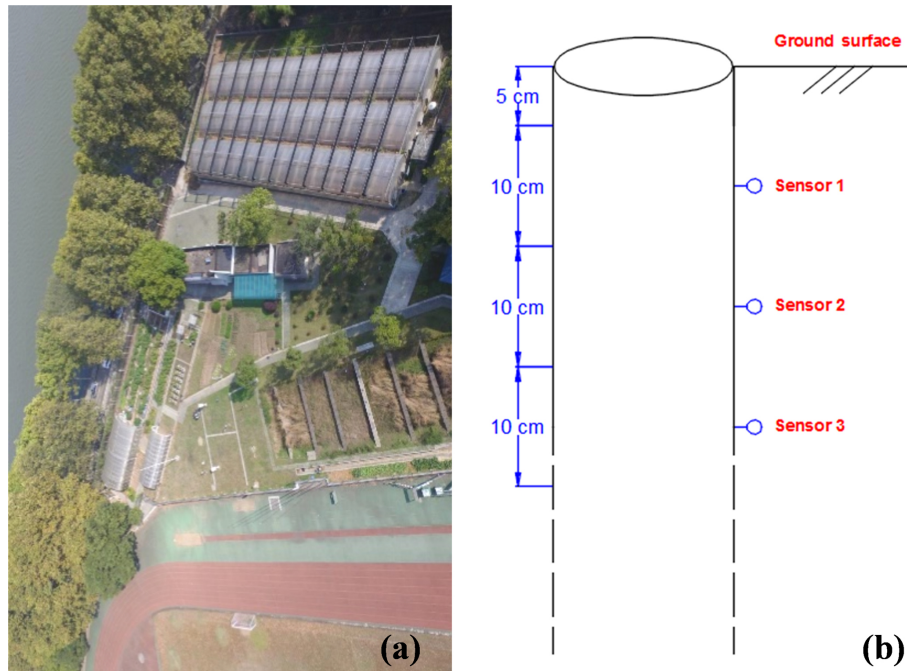 Ground surface
5 cm
10 cm
Sensor 1
10 cm
Sensor 2
10 cm
Sensor 3
(a)
(b)